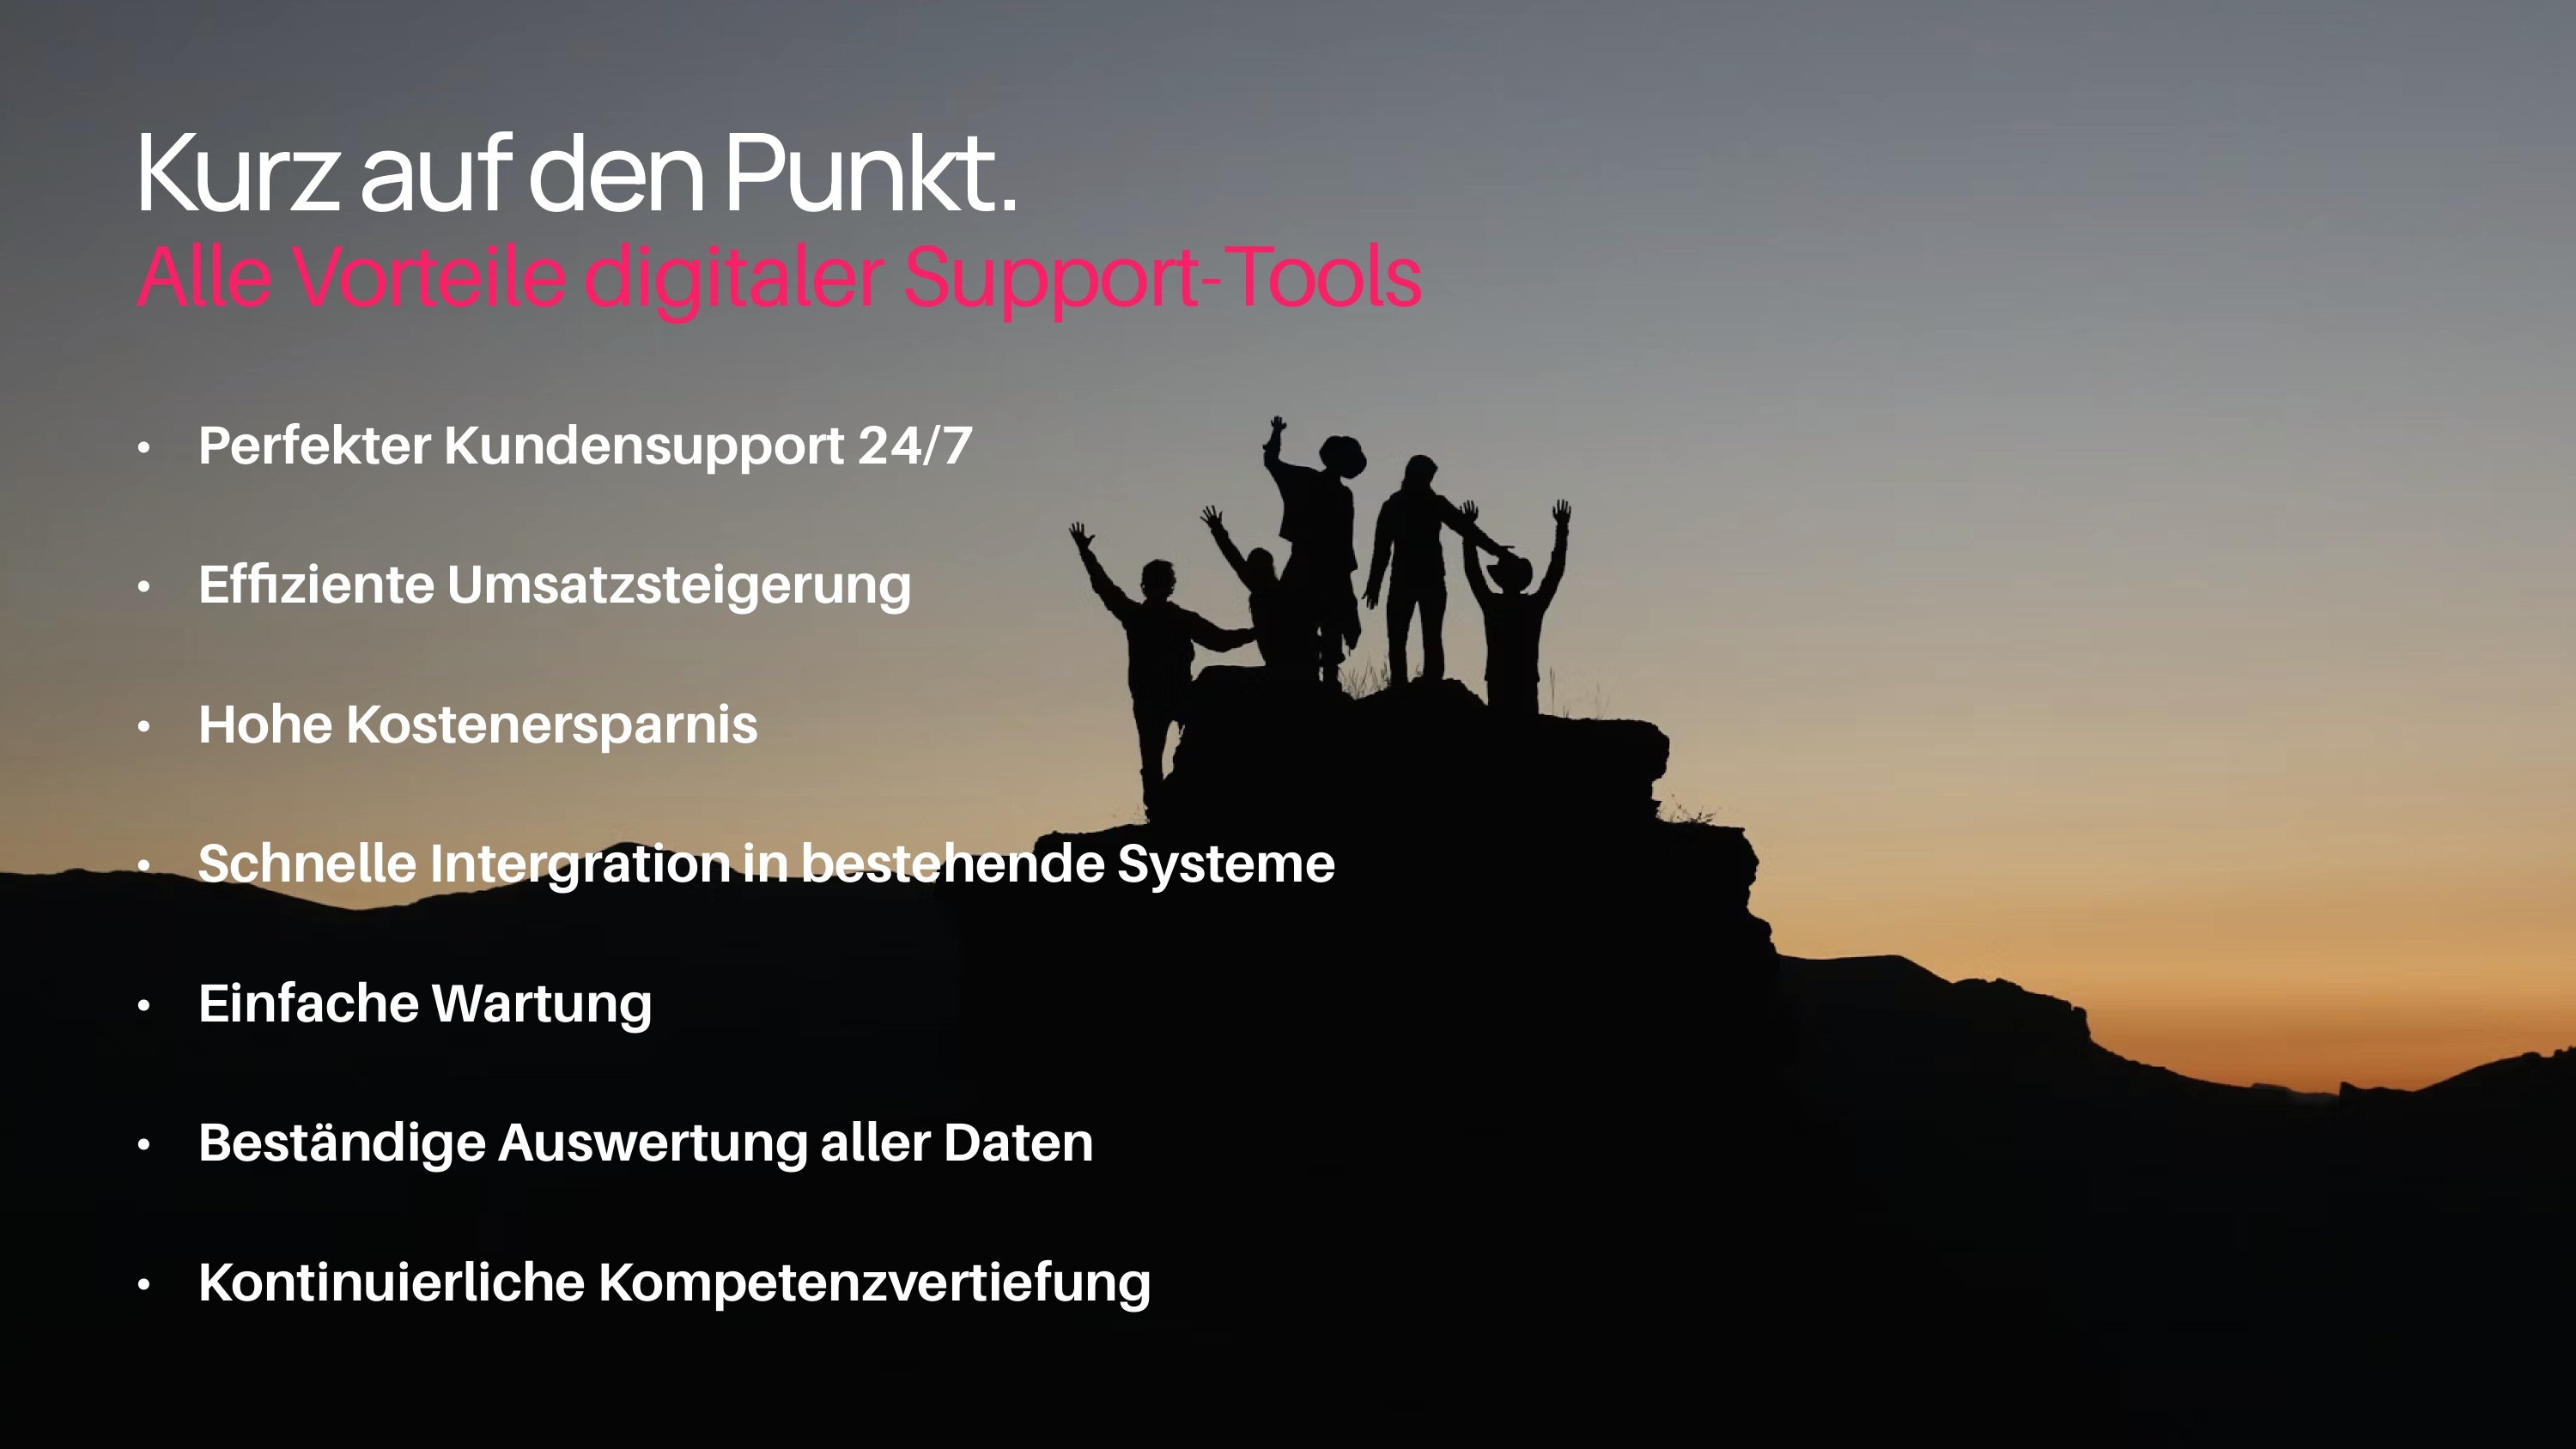 Kurz auf den Punkt.
Alle Vorteile digitaler Support-Tools
• Perfekter Kundensupport 24/7
• Effiziente Umsatzsteigerung
• Hohe Kostenersparnis
• Schnelle Intergration in bestehende Systeme
• Einfache Wartung
• Beständige Auswertung aller Daten
• Kontinuierliche Kompetenzvertiefung